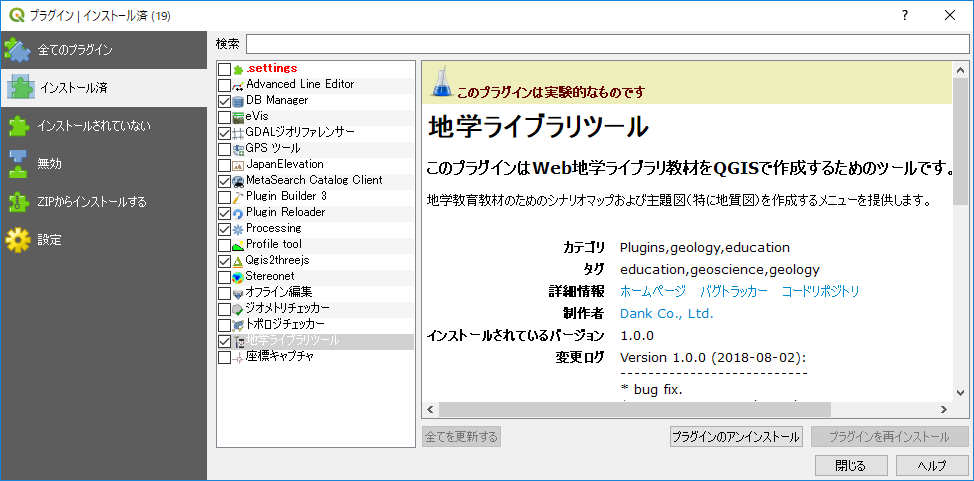 プラグイン | インストール済 (19)
全てのプラグイン
インストール済
インストールされていない
無効
ZIPからインストールする
設定
検索
.settings
Advanced Line Editor
DB Manager
eVis
GDALジオリファレンサー
GPS ツール
JapanElevation
MetaSearch Catalog Client
Plugin Builder 3
Plugin Reloader
Processing
Profile tool
Qgis2threejs
Stereonet
オフライン編集
ジオメトリチェッカー
トポロジチェッカー
地学ライブラリツール
座標キャプチャ
このプラグインは実験的なものです
地学ライブラリツール
このプラグインはWeb地学ライブラリ教材をQGISで作成するためのツールです。
地学教育教材のためのシナリオマップおよび主題図(特に地質図)を作成するメニューを提供します。
カテゴリ Plugins,geology,education
タグ education,geoscience,geology
詳細情報 ホームページ バグトラッカー コードリポジトリ
制作者 Dank Co., Ltd.
インストールされているバージョン 1.0.0
変更ログ Version 1.0.0 (2018-08-02):
---------------------------
* bug fix.
全てを更新する
プラグインのアンインストール
プラグインを再インストール
閉じる
ヘルプ